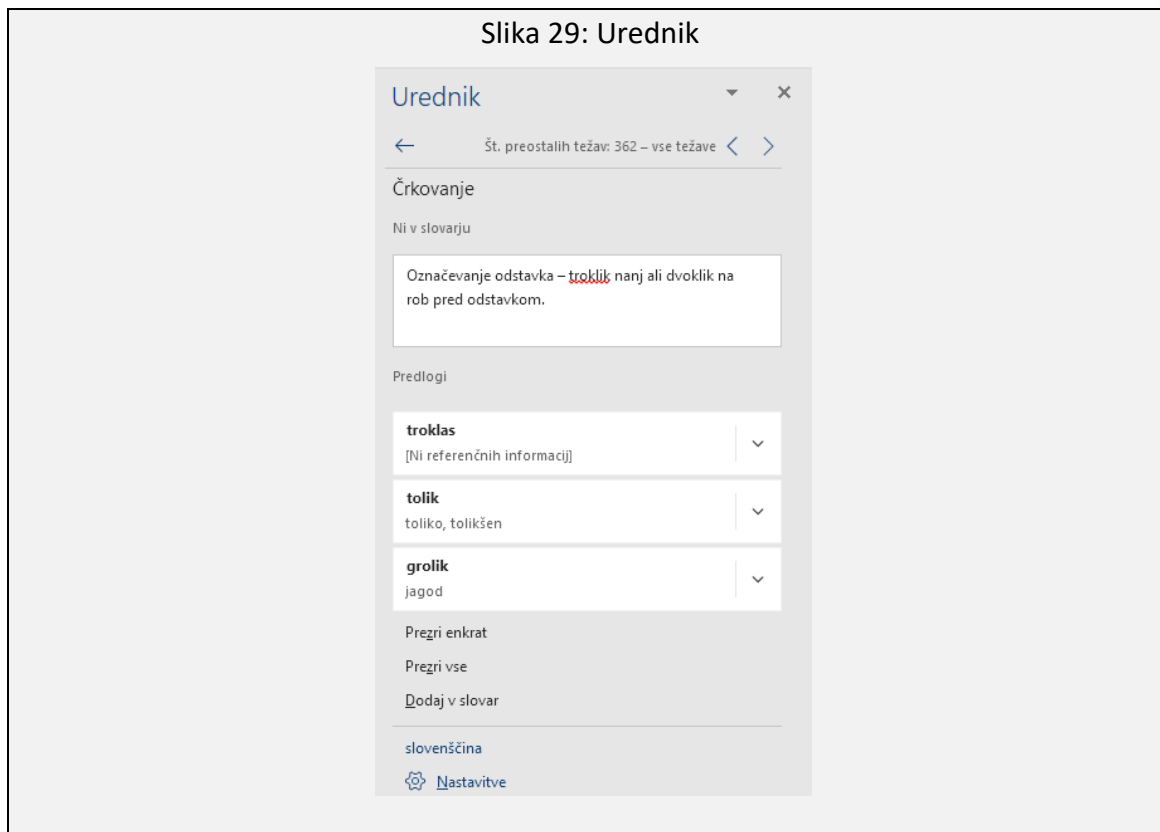 Slika 29: Urednik
Urednik
Št. preostalih težav: 362 – vse težave
Črkovanje
Ni v slovarju
Označevanje odstavka – troklik nanj ali dvoklik na
rob pred odstavkom.
Predlogi
troklas
[Ni referenčnih informacij]
tolik
toliko, tolikšen
grolik
jagod
Prezri enkrat
Prezri vse
Dodaj v slovar
slovenščina
Nastavitve